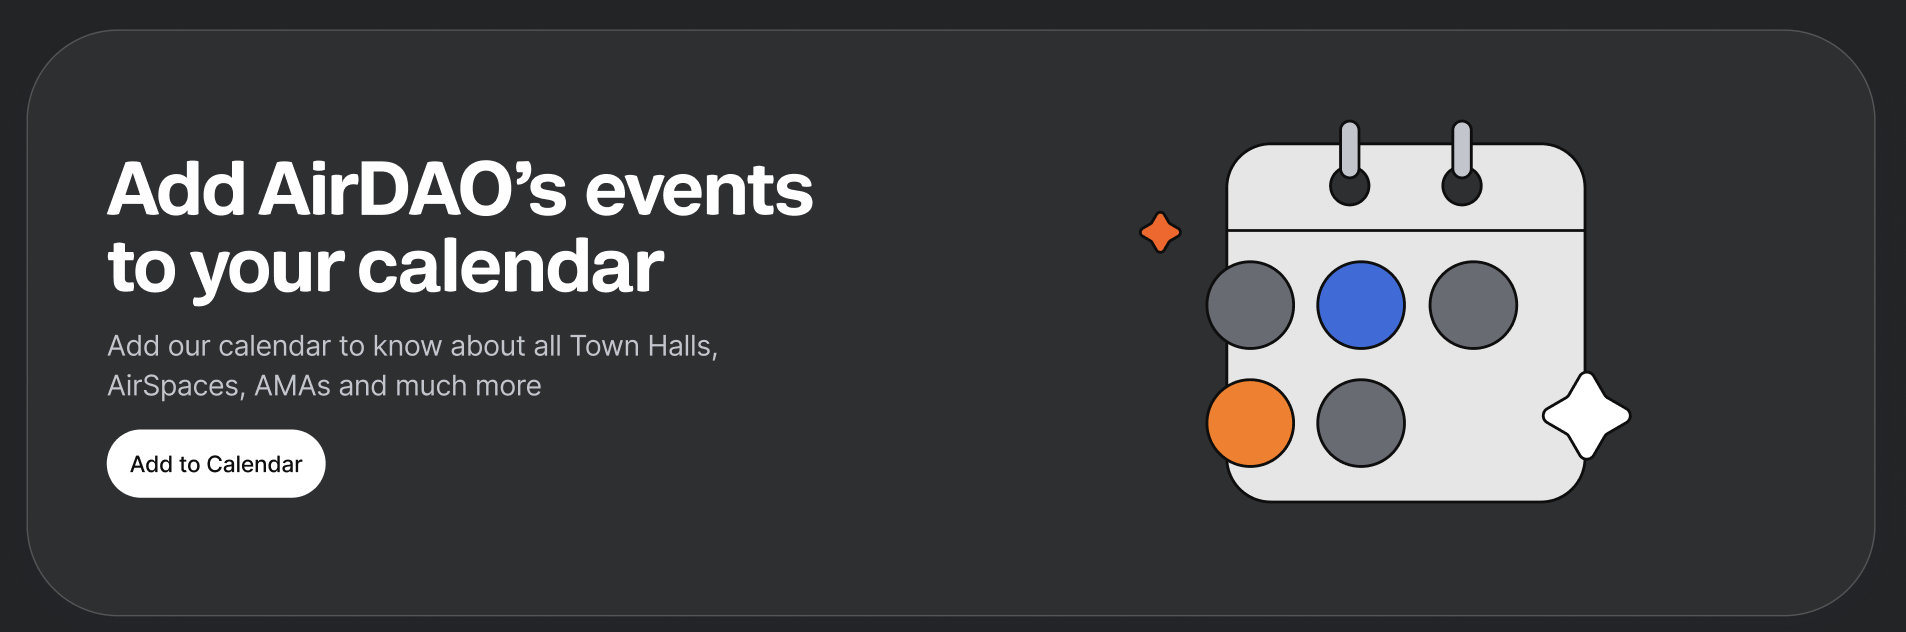 Add AirDAO’s events
to your calendar
Add our calendar to know about all Town Halls,
AirSpaces, AMAs and much more
Add to Calendar